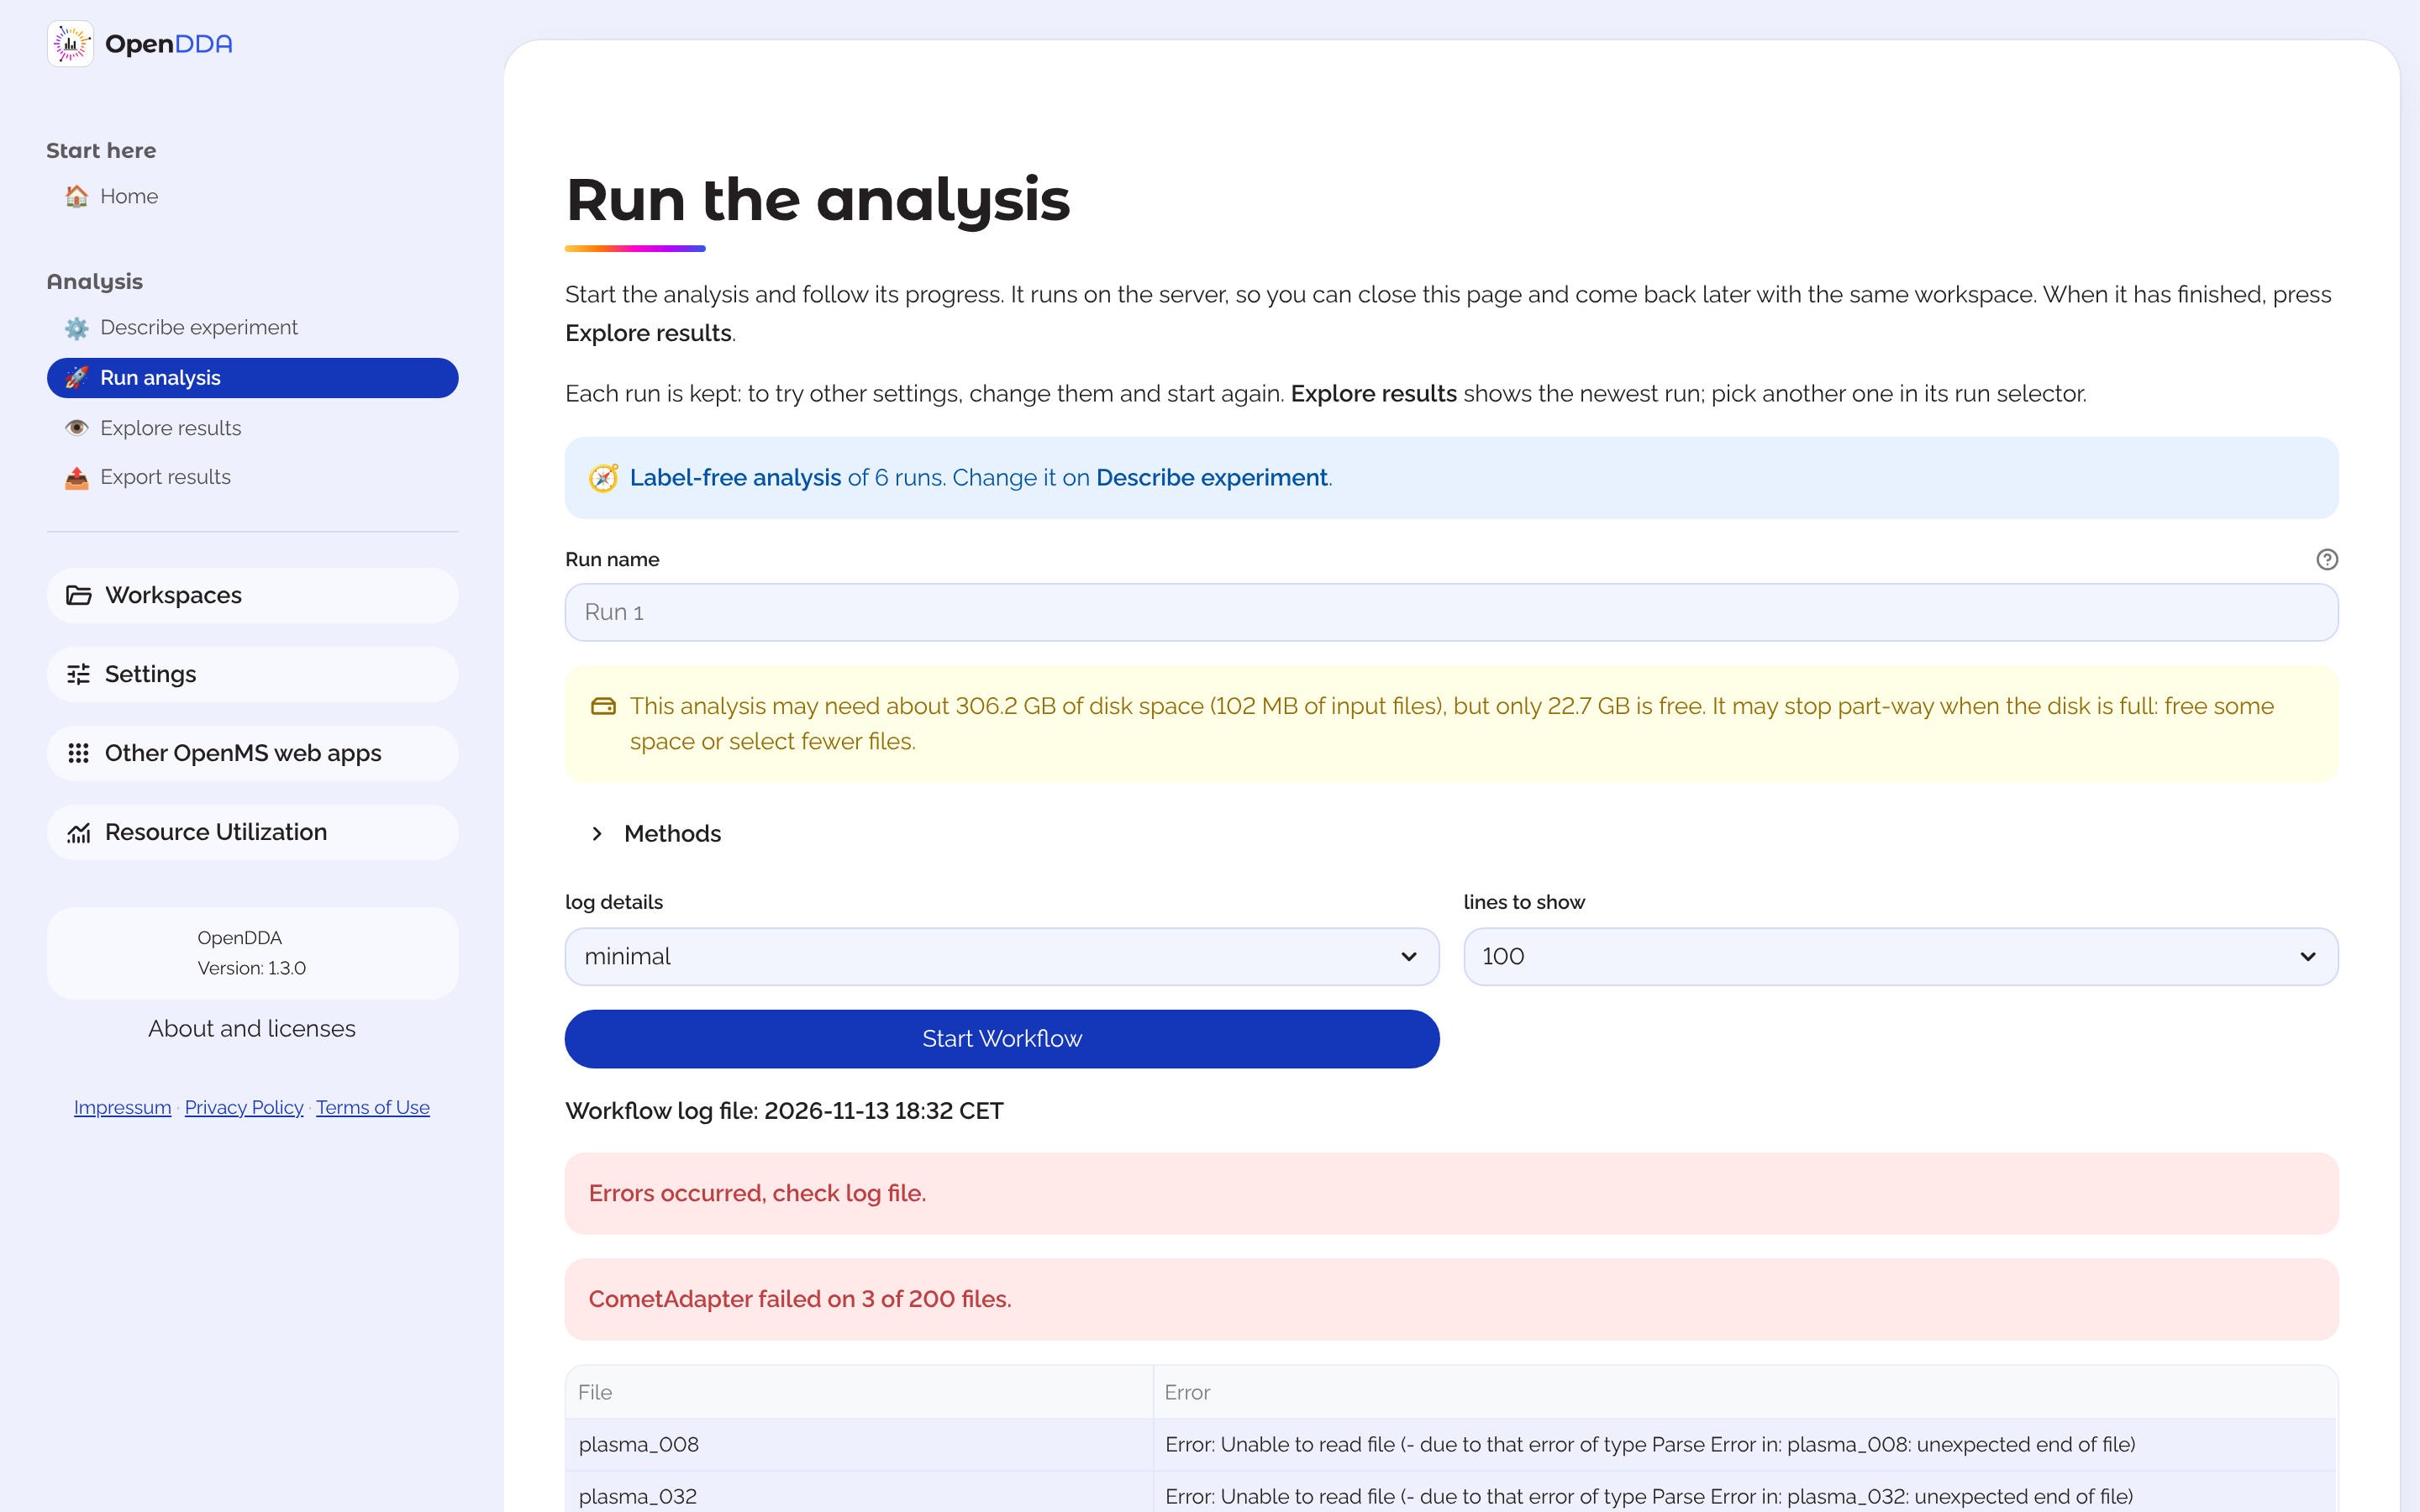 OpenDDA
Start here
Home
Analysis
Describe experiment
Run analysis
Explore results
Export results
Workspaces
Settings
Other OpenMS web apps
Resource Utilization
OpenDDA
Version: 1.3.0
About and licenses
Impressum · Privacy Policy · Terms of Use
Run the analysis
Start the analysis and follow its progress. It runs on the server, so you can close this page and come back later with the same workspace. When it has finished, press
Explore results.
Each run is kept: to try other settings, change them and start again. Explore results shows the newest run; pick another one in its run selector.
Label-free analysis of 6 runs. Change it on Describe experiment.
Run name
Run 1
This analysis may need about 306.2 GB of disk space (102 MB of input files), but only 22.7 GB is free. It may stop part-way when the disk is full: free some
space or select fewer files.
Methods
log details
lines to show
minimal
100
Start Workflow
Workflow log file: 2026-11-13 18:32 CET
Errors occurred, check log file.
CometAdapter failed on 3 of 200 files.
File
Error
plasma_008
Error: Unable to read file (- due to that error of type Parse Error in: plasma_008: unexpected end of file)
plasma_032
Error: Unable to read file (- due to that error of type Parse Error in: plasma_032: unexpected end of file)